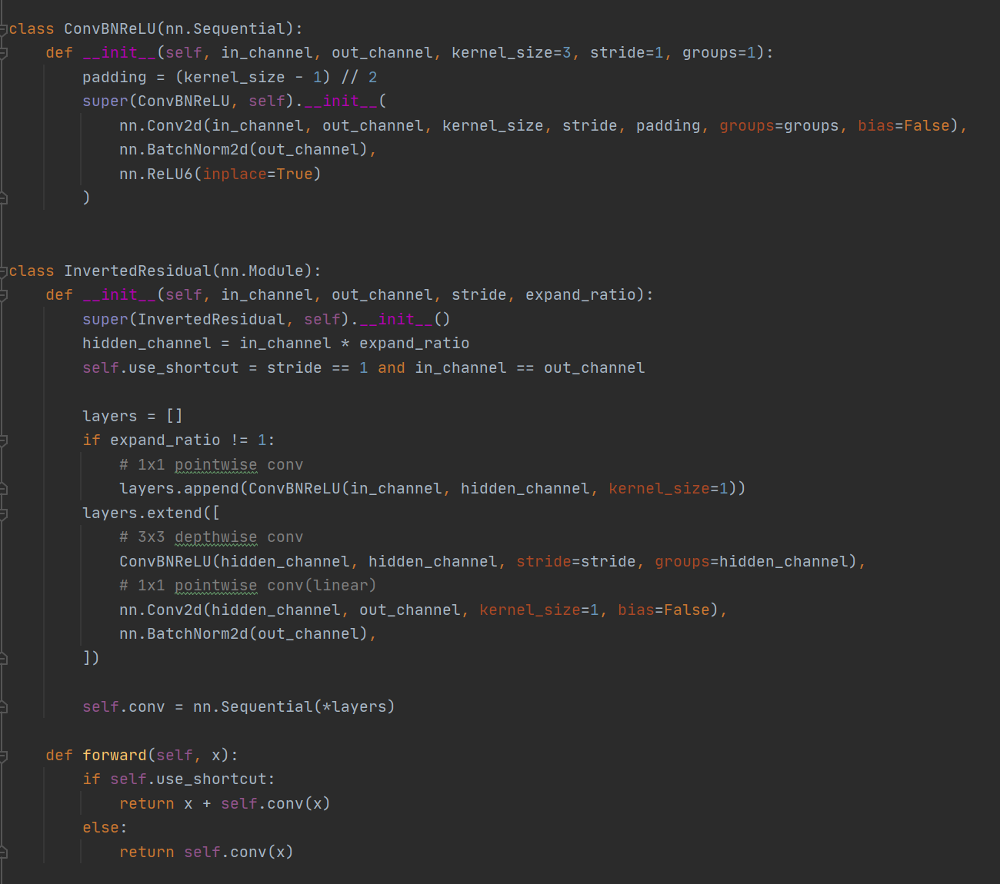 class ConvBNReLU(nn.Sequential):
    def __init__(self, in_channel, out_channel, kernel_size=3, stride=1, groups=1):
        padding = (kernel_size - 1) // 2
        super(ConvBNReLU, self).__init__(
            nn.Conv2d(in_channel, out_channel, kernel_size, stride, padding, groups=groups, bias=False),
            nn.BatchNorm2d(out_channel),
            nn.ReLU6(inplace=True)
        )
class InvertedResidual(nn.Module):
    def __init__(self, in_channel, out_channel, stride, expand_ratio):
        super(InvertedResidual, self).__init__()
        hidden_channel = in_channel * expand_ratio
        self.use_shortcut = stride == 1 and in_channel == out_channel
        layers = []
        if expand_ratio != 1:
            # 1x1 pointwise conv
            layers.append(ConvBNReLU(in_channel, hidden_channel, kernel_size=1))
        layers.extend([
            # 3x3 depthwise conv
            ConvBNReLU(hidden_channel, hidden_channel, stride=stride, groups=hidden_channel),
            # 1x1 pointwise conv(linear)
            nn.Conv2d(hidden_channel, out_channel, kernel_size=1, bias=False),
            nn.BatchNorm2d(out_channel),
        ])
        self.conv = nn.Sequential(*layers)
    def forward(self, x):
        if self.use_shortcut:
            return x + self.conv(x)
        else:
            return self.conv(x)